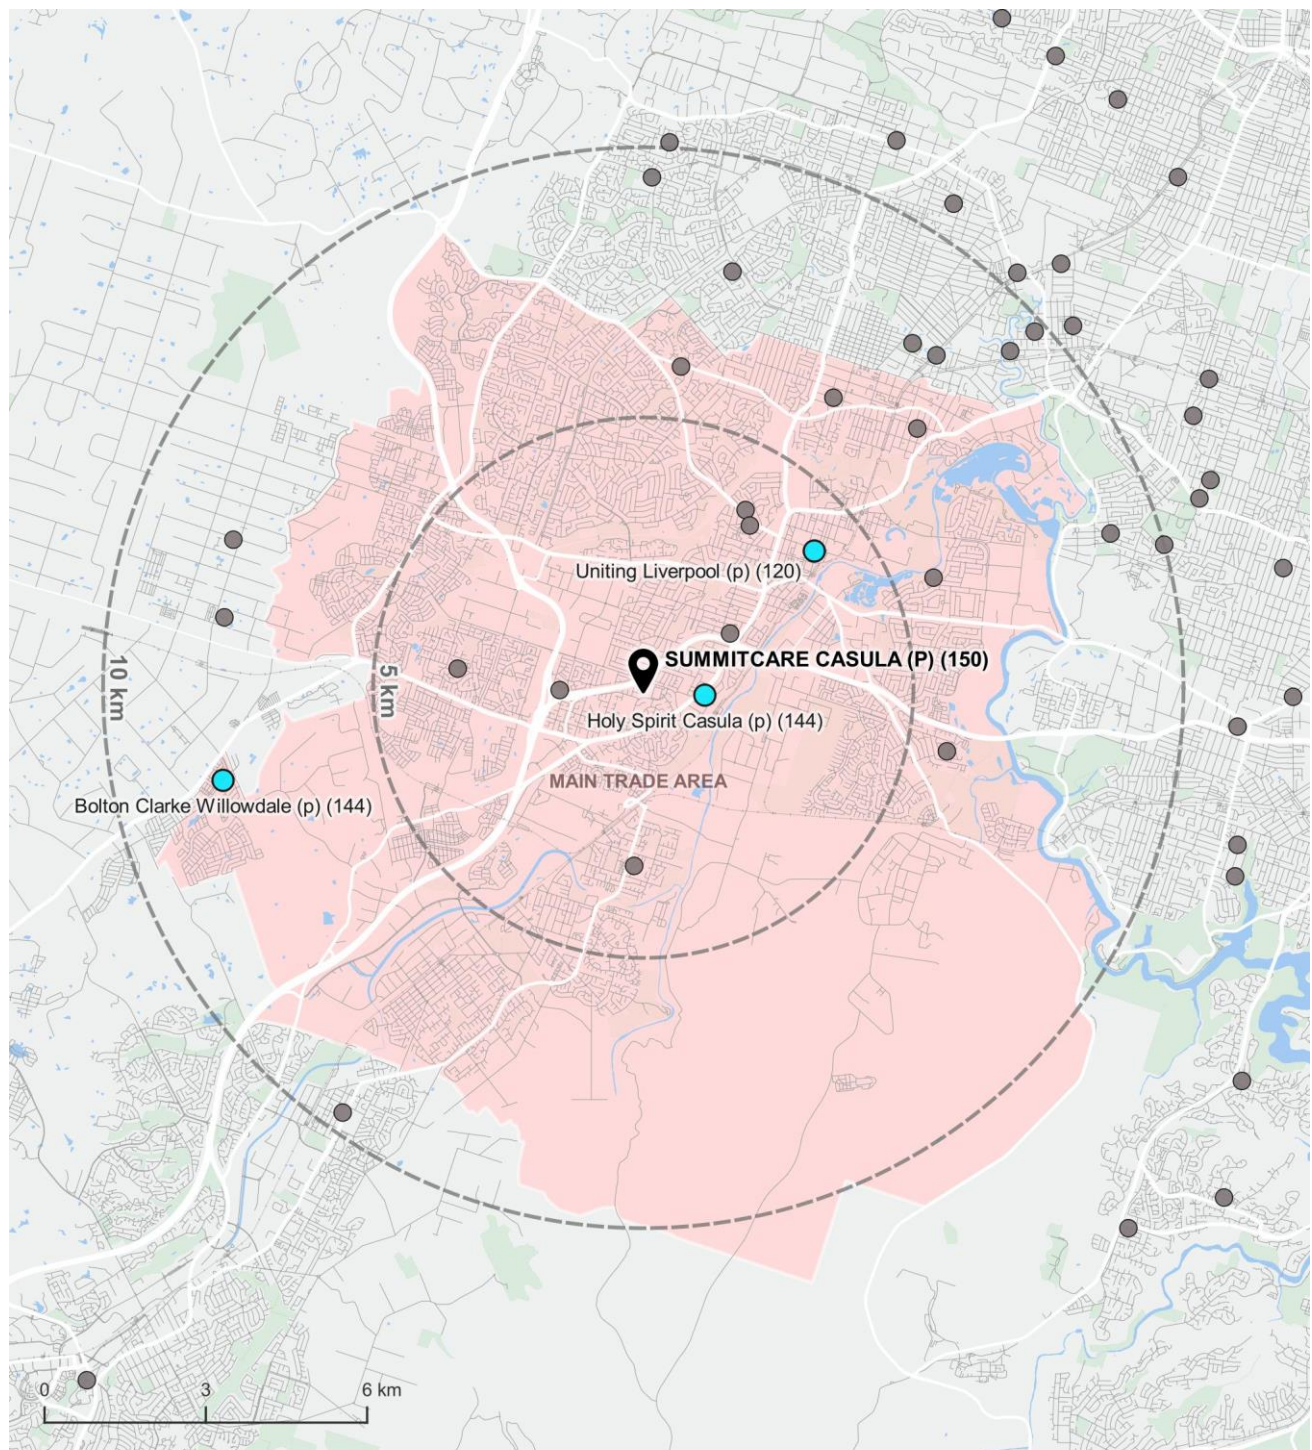 Uniting Liverpool (p) (120)
SUMMITCARE CASULA (P) (150)
10 km
5 km
Holy Spirit Casula (p) (144)
MAIN TRADE AREA
Bolton Clarke Willowdale (p) (144)
0 3 6 km